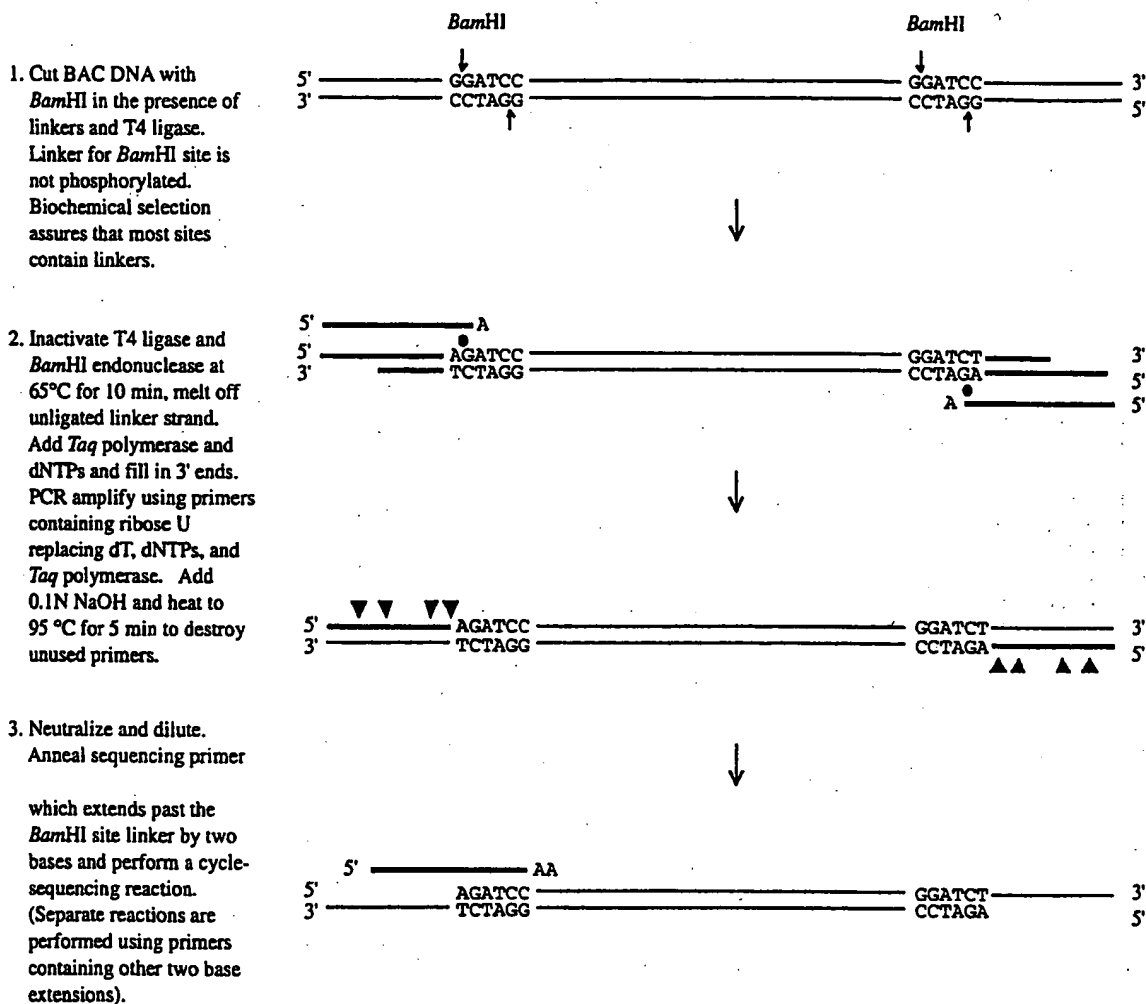 BamHI BamHI
1. Cut BAC DNA with
BamHI in the presence of
linkers and T4 ligase.
Linker for BamHI site is
not phosphorylated.
Biochemical selection
assures that most sites
contain linkers.
5' GGATCC GGATCC 3'
3' CCTAGG CCTAGG 5'
2. Inactivate T4 ligase and
BamHI endonuclease at
65°C for 10 min, melt off
unligated linker strand.
Add Taq polymerase and
dNTPs and fill in 3' ends.
PCR amplify using primers
containing ribose U
replacing dT, dNTPs, and
Taq polymerase. Add
0.1N NaOH and heat to
95 °C for 5 min to destroy
unused primers.
5' A
5' AGATCC GGATCT 3'
3' TCTAGG CCTAGA 5'
A 5'
5' AGATCC GGATCT 3'
3' TCTAGG CCTAGA 5'
3. Neutralize and dilute.
Anneal sequencing primer
which extends past the
BamHI site linker by two
bases and perform a cycle-
sequencing reaction.
(Separate reactions are
performed using primers
containing other two base
extensions).
5' AA
5' AGATCC GGATCT 3'
3' TCTAGG CCTAGA 5'